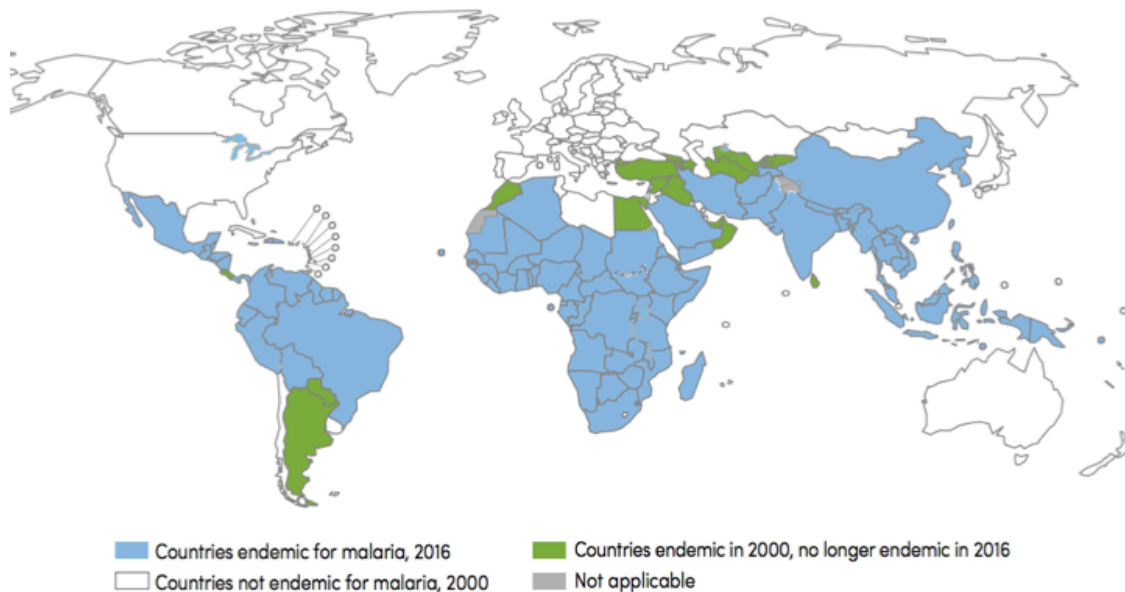 Countries endemic for malaria, 2016
Countries endemic in 2000, no longer endemic in 2016
Countries not endemic for malaria, 2000
Not applicable